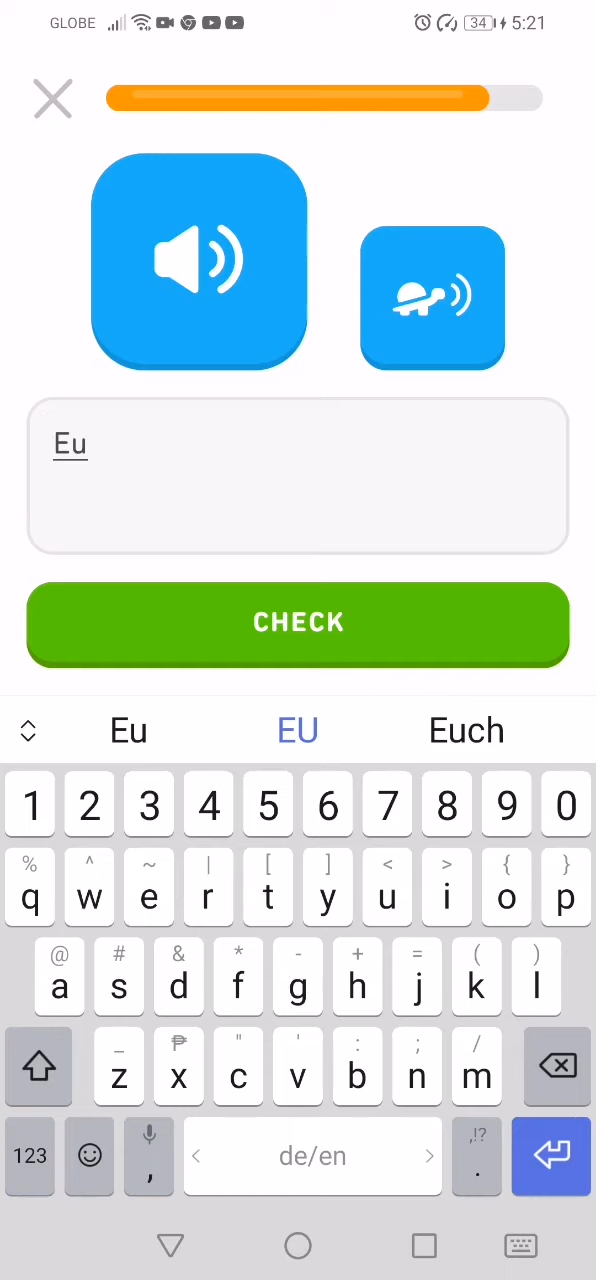 GLOBE 34 5:21
Eu
CHECK
Eu EU Euch
1 2 3 4 5 6 7 8 9 0
% ^ ~ | [ ] < > { }
q w e r t y u i o p
@ # & * - + = ( )
a s d f g h j k l
_ ₱ " ' : ; /
z x c v b n m
123 , < de/en > ,!? .